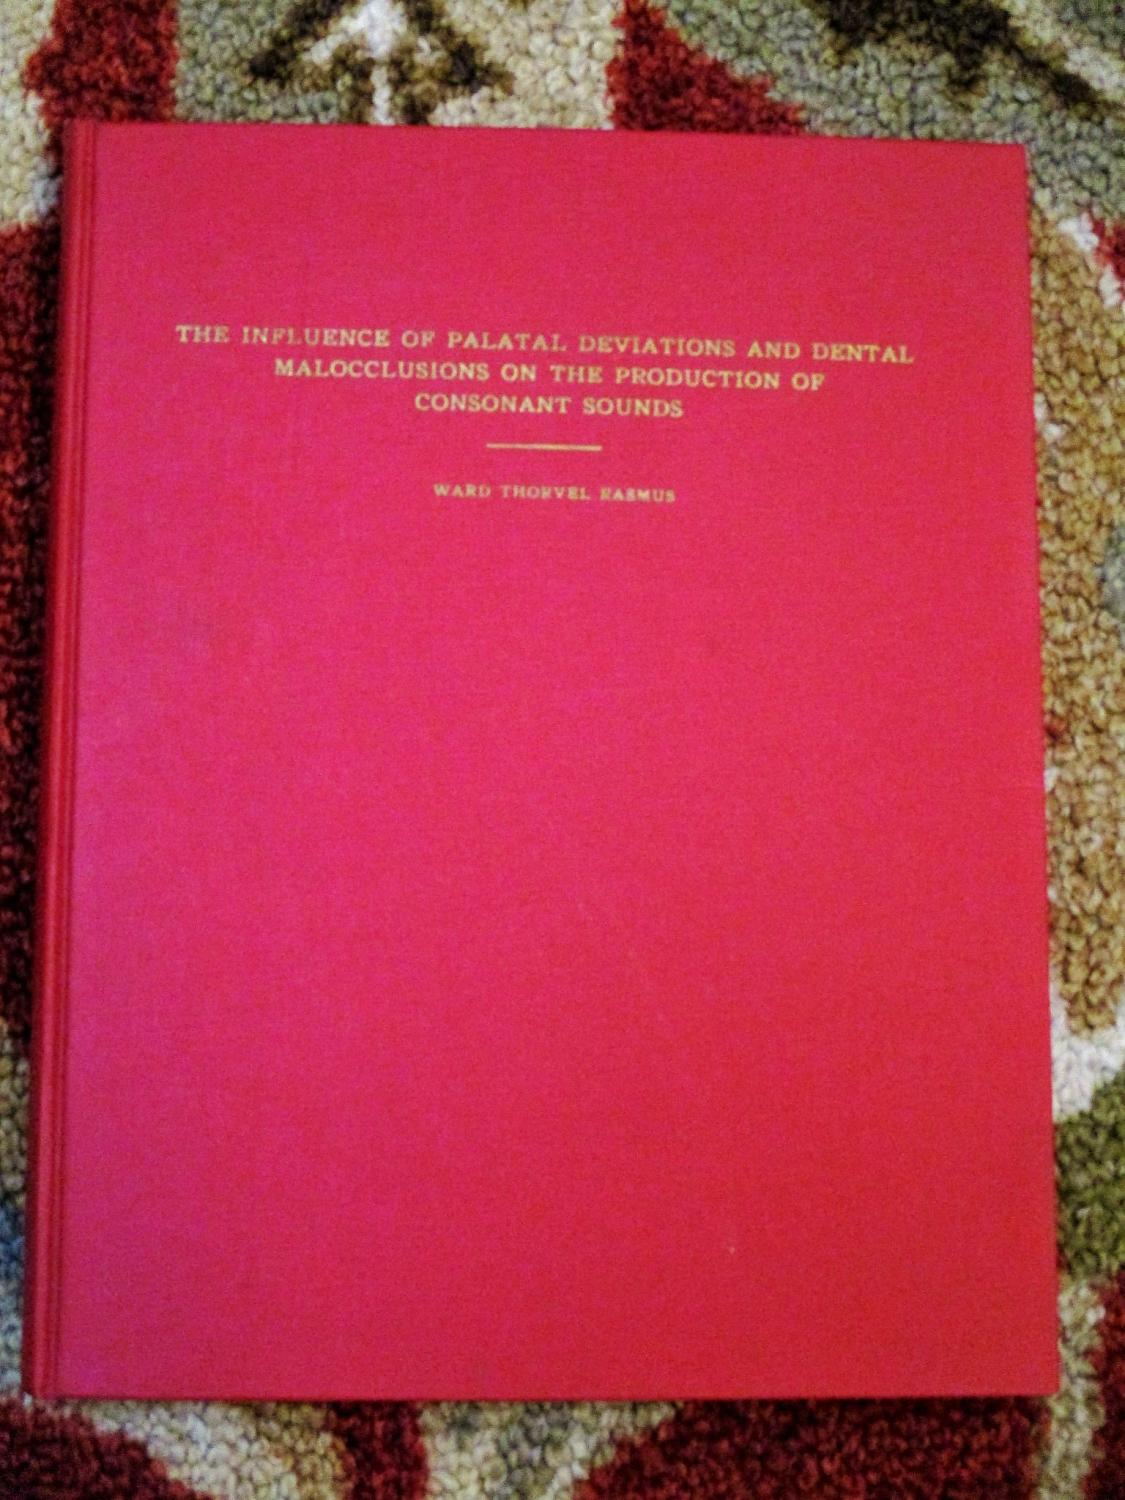 THE INFLUENCE OF PALATAL DEVIATIONS AND DENTAL
MALOCCLUSIONS ON THE PRODUCTION OF
CONSONANT SOUNDS
WARD THORVEL RASMUS